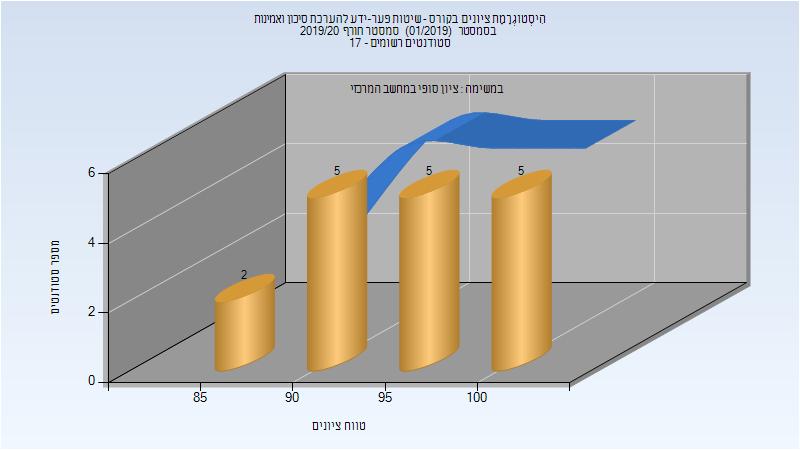 הִיסְטוֹגְרָמַת ציונים בקורס - שיטות פער-ידע להערכת סיכון ואמינות
בסמסטר (01/2019) סמסטר חורף 2019/20
סטודנטים רשומים - 17
במשימה : ציון סופי במחשב המרכזי
6
4
2
0
מספר סטודנטים
2
5
5
5
85
90
95
100
טווח ציונים